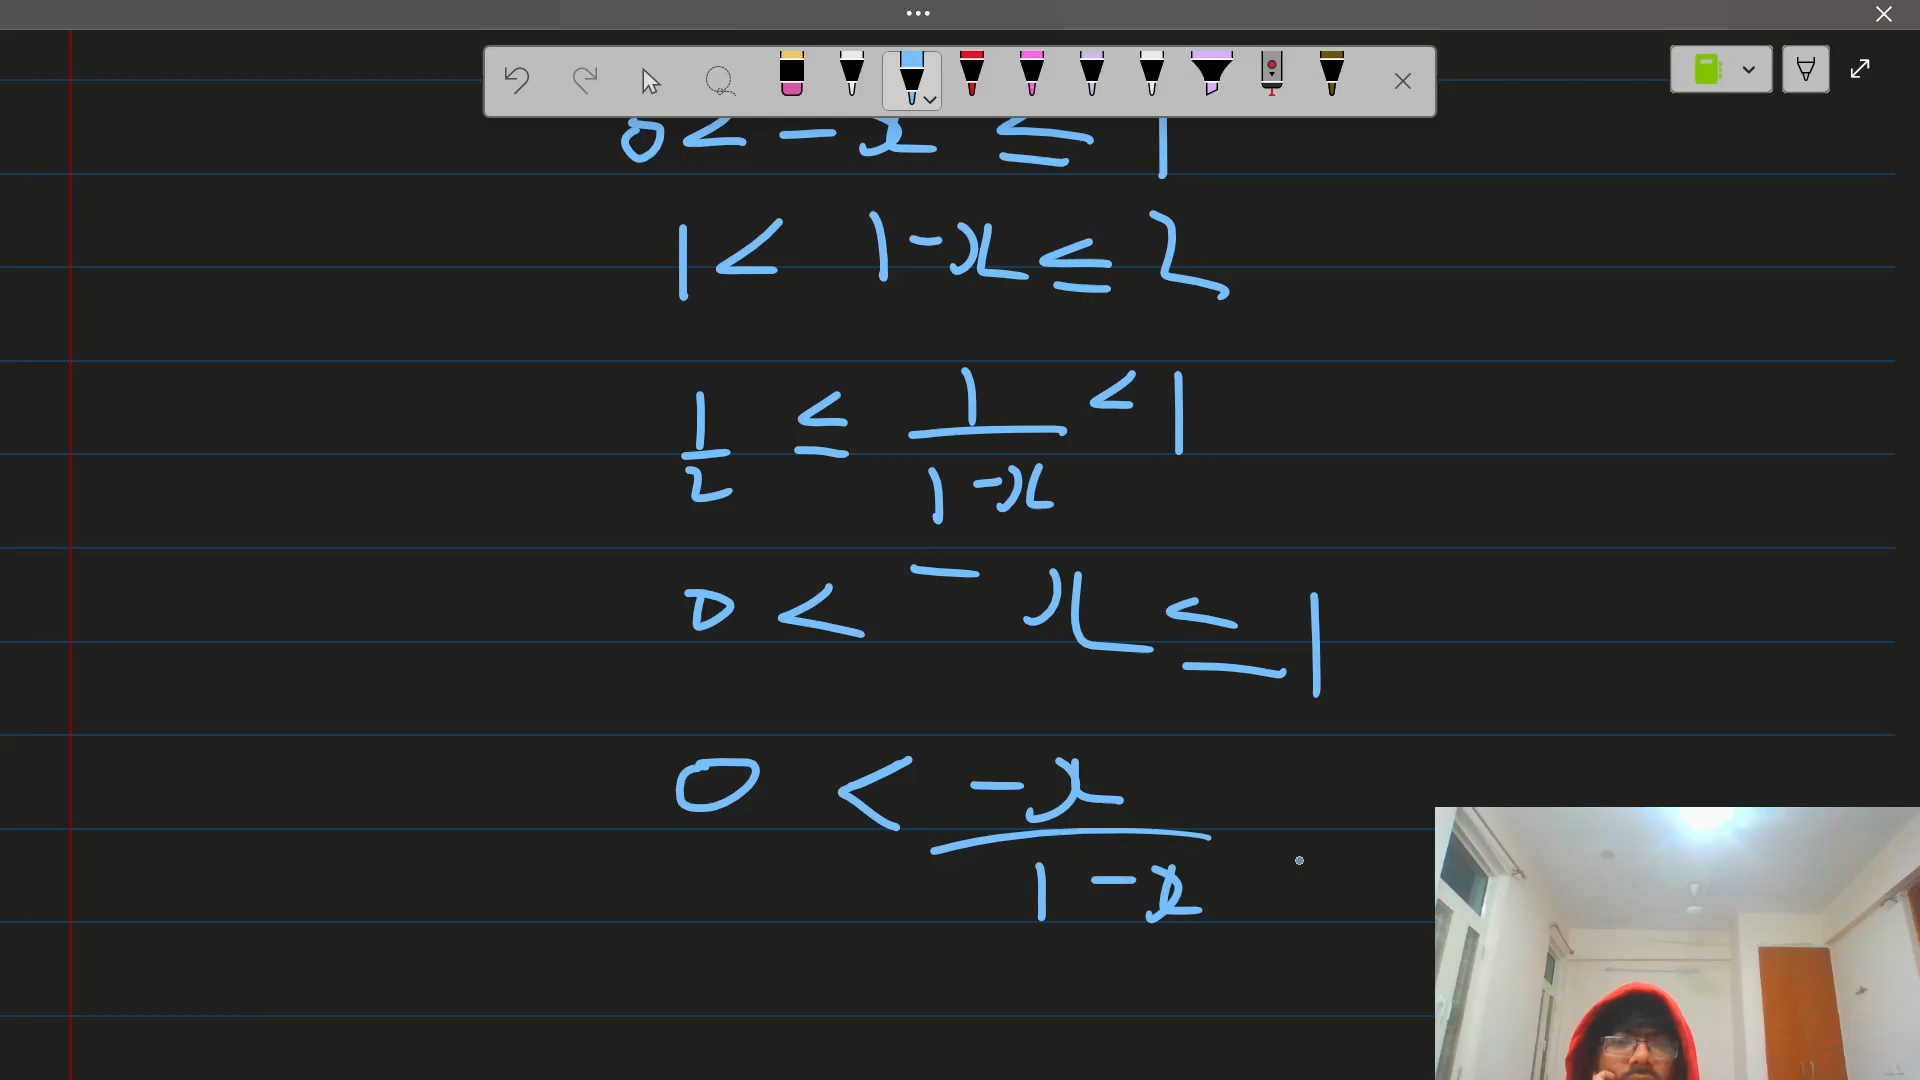 0 < - x ≤ 1
1 < 1 - x ≤ 2
1/2 ≤ 1/(1 - x) < 1
0 < - x ≤ 1
0 < -x/(1 - x)